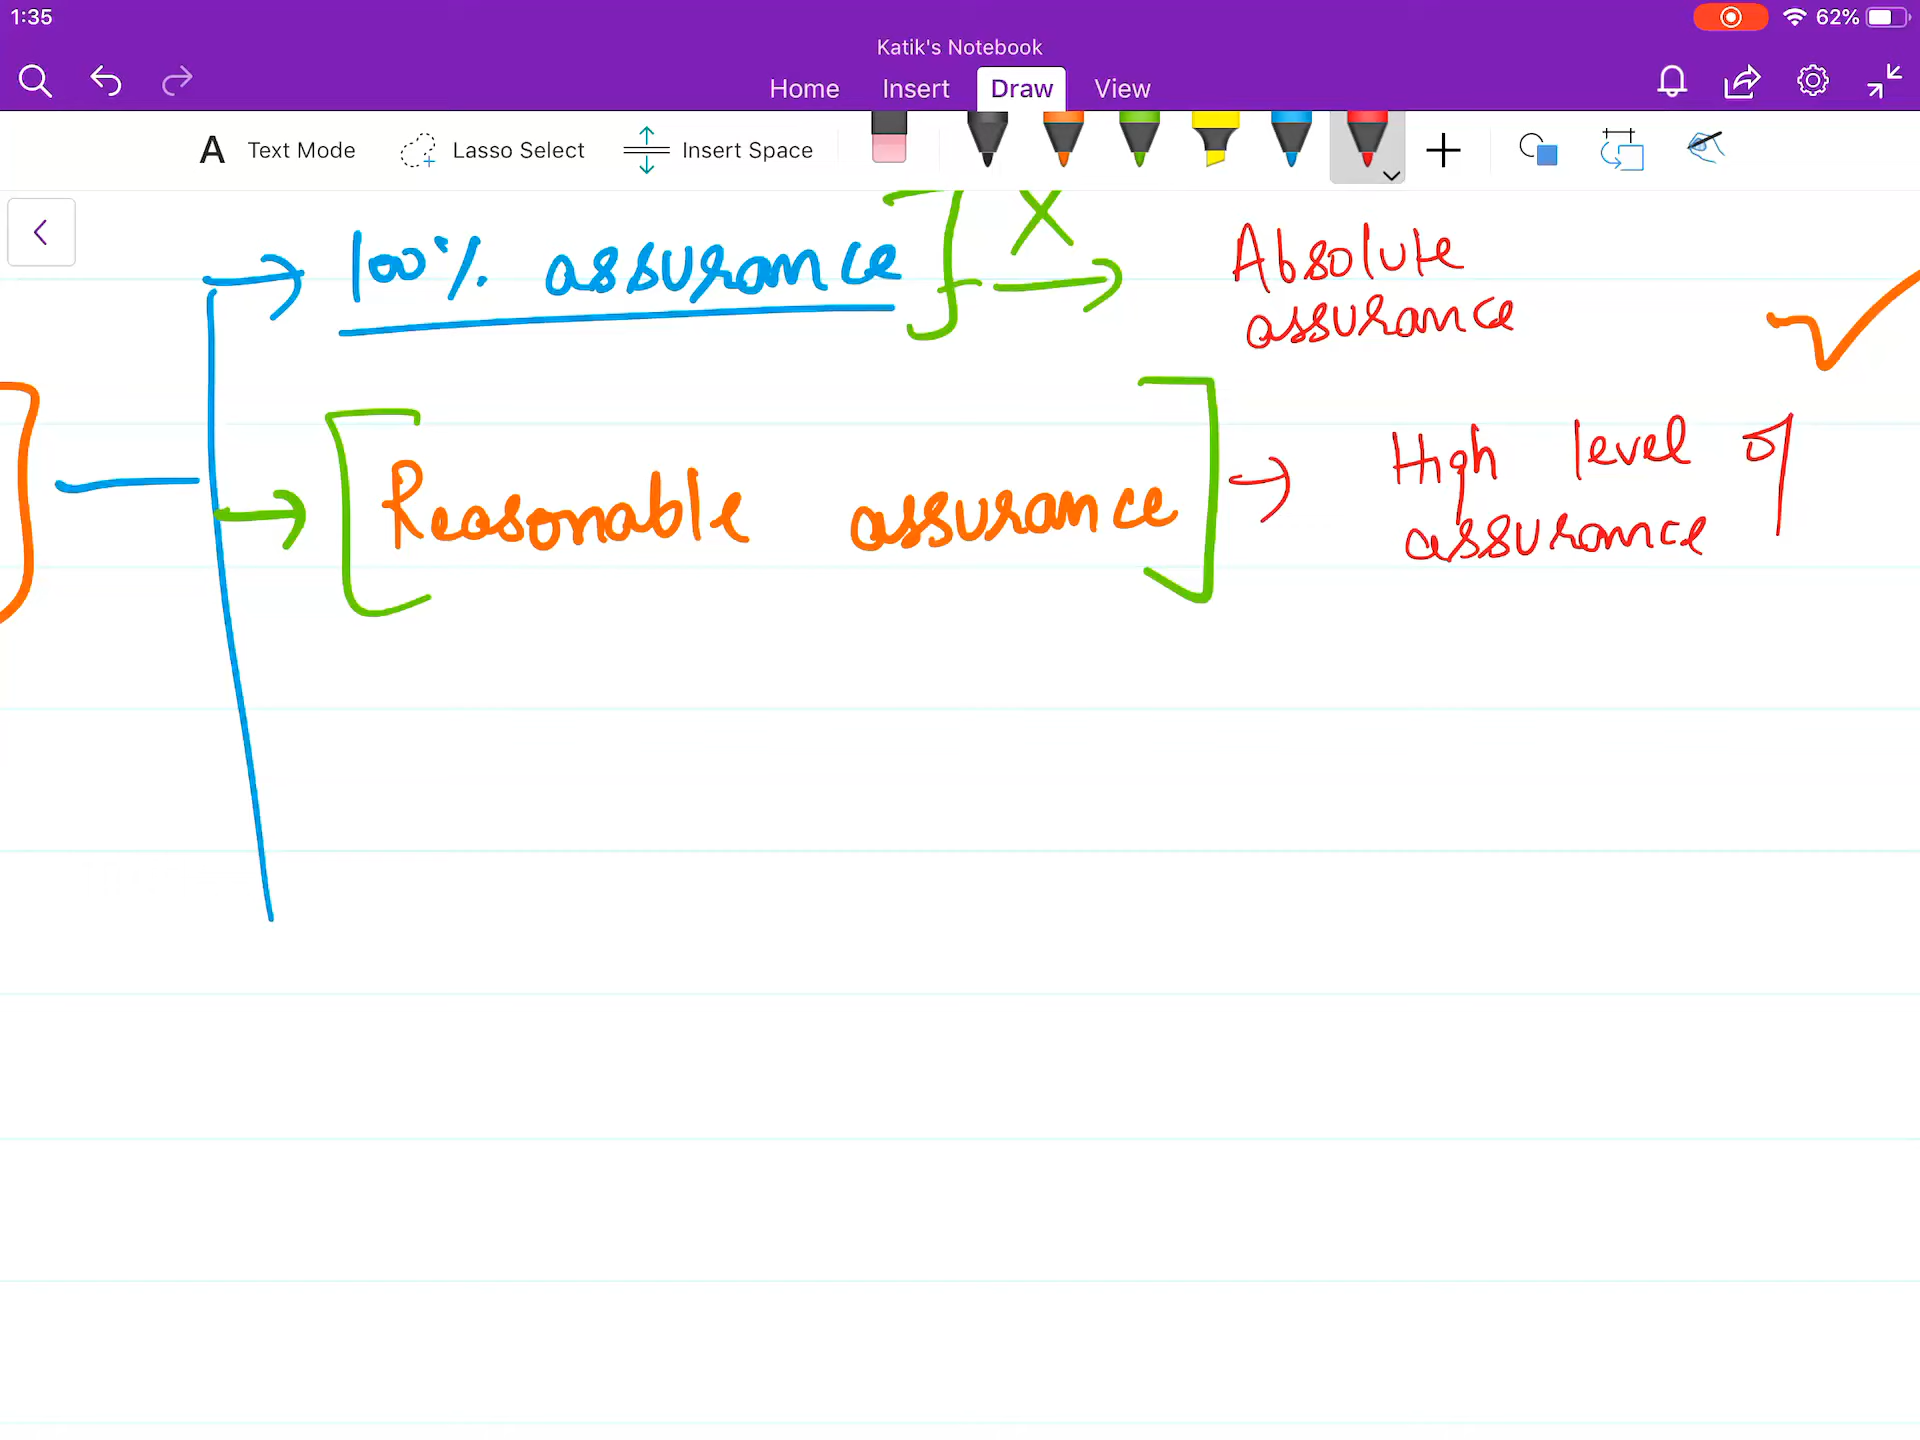 1:35
62%
Katik's Notebook
Home Insert Draw View
A Text Mode Lasso Select Insert Space
100% assurance X Absolute
assurance
Reasonable assurance High level of
assurance